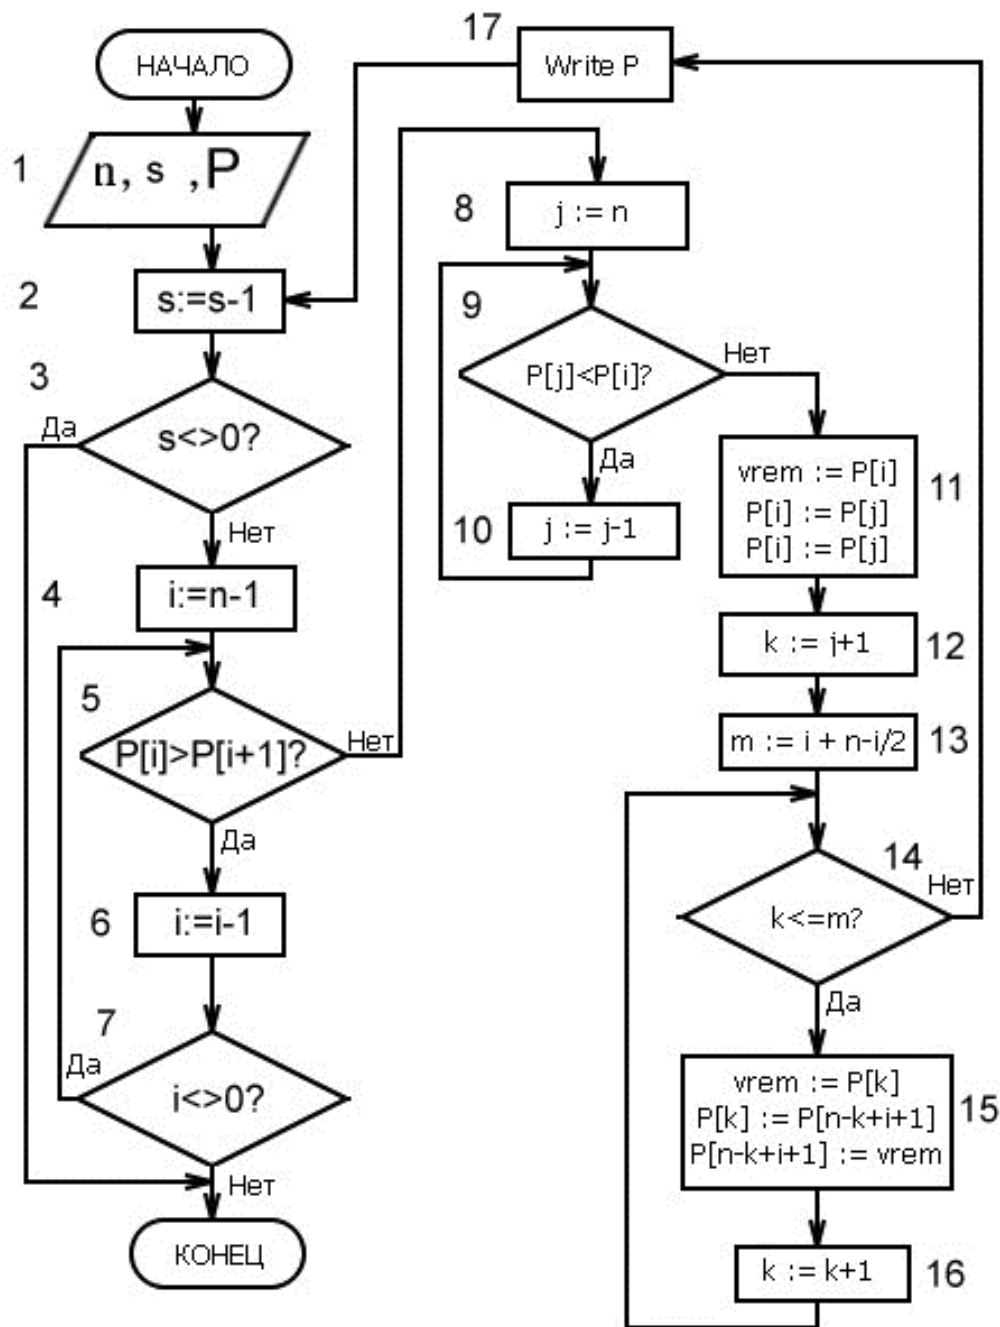 НАЧАЛО
1
n, s ,P
2
s:=s-1
3
Да
s<>0?
Нет
4
i:=n-1
5
P[i]>P[i+1]?
Нет
Да
6
i:=i-1
7
Да
i<>0?
Нет
КОНЕЦ
17
Write P
8
j := n
9
P[j]<P[i]?
Нет
Да
10
j := j-1
vrem := P[i]
P[i] := P[j]
P[i] := P[j]
11
k := j+1
12
m := i + n-i/2
13
14
k<=m?
Нет
Да
vrem := P[k]
P[k] := P[n-k+i+1]
P[n-k+i+1] := vrem
15
k := k+1
16